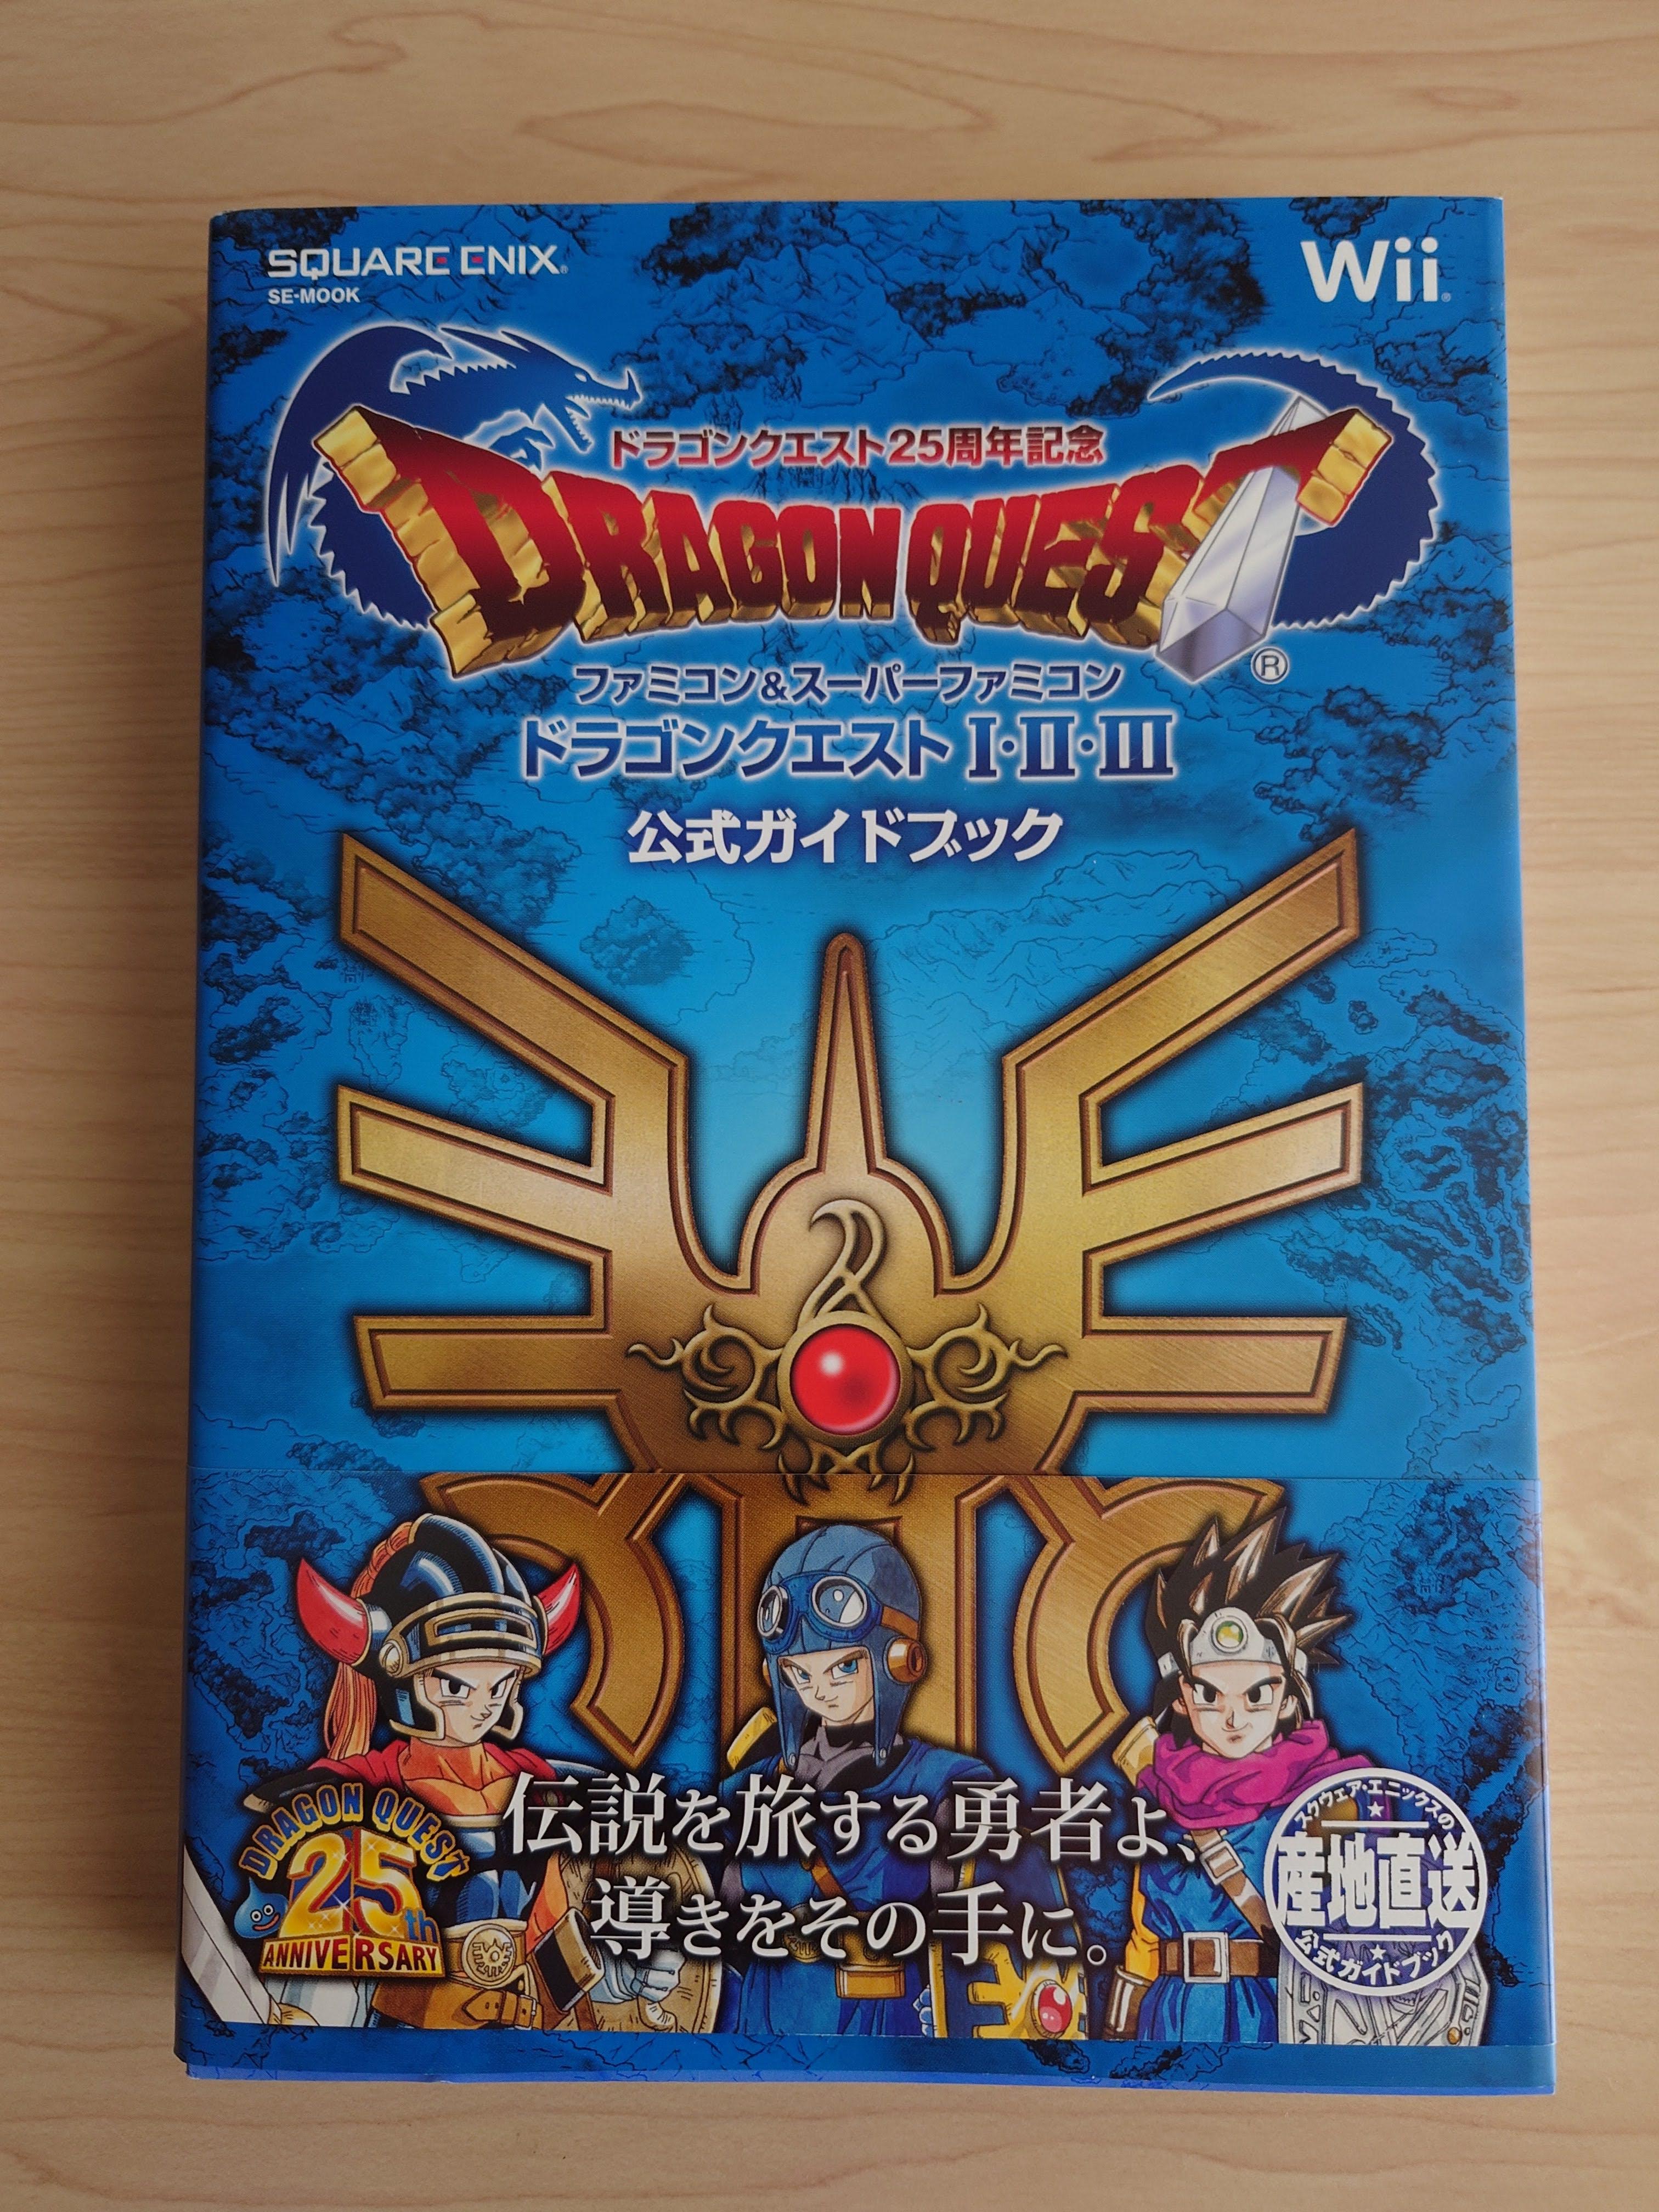 SQUARE ENIX®
SE-MOOK
Wii®
ドラゴンクエスト25周年記念
DRAGON QUEST®
ファミコン&スーパーファミコン
ドラゴンクエストI・II・III
公式ガイドブック
伝説を旅する勇者よ、
導きをその手に。
DRAGON QUEST
25th
ANNIVERSARY
スクウェア・エニックスの
産地直送
公式ガイドブック